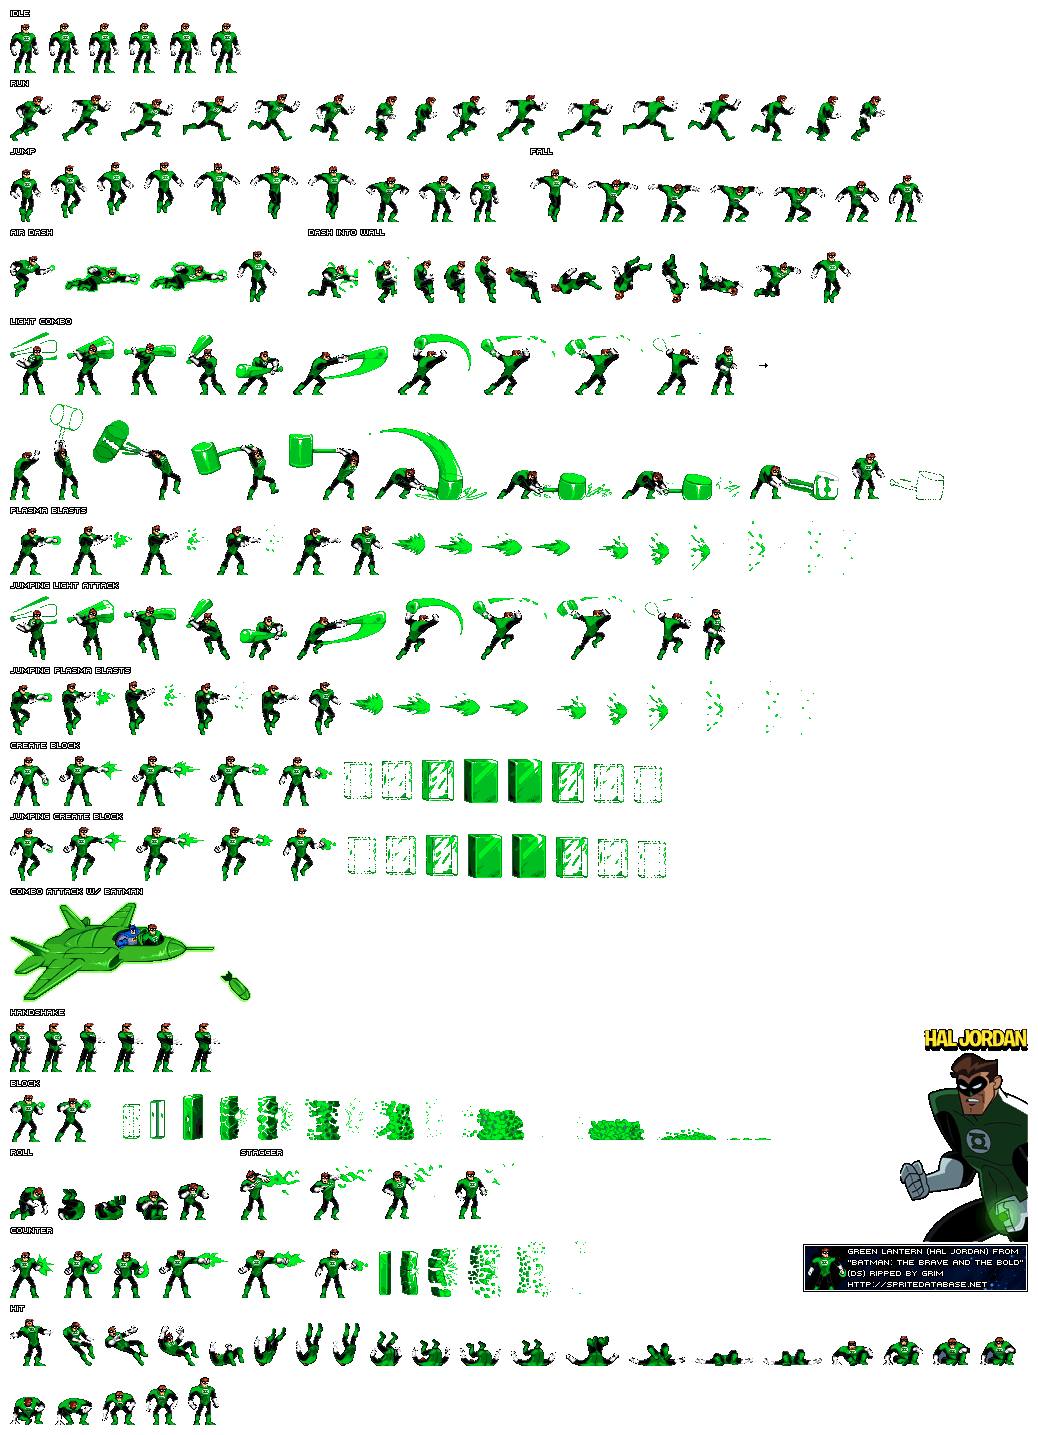 IDLE
RUN
JUMP
FALL
AIR DASH
DASH INTO WALL
LIGHT COMBO
PLASMA BLASTS
JUMPING LIGHT ATTACK
JUMPING PLASMA BLASTS
CREATE BLOCK
JUMPING CREATE BLOCK
COMBO ATTACK W/ BATMAN
HANDSHAKE
HAL JORDAN
BLOCK
ROLL
STAGGER
COUNTER
GREEN LANTERN (HAL JORDAN) FROM
"BATMAN: THE BRAVE AND THE BOLD"
(DS) RIPPED BY GRIM
HTTP://SPRITEDATABASE.NET
HIT